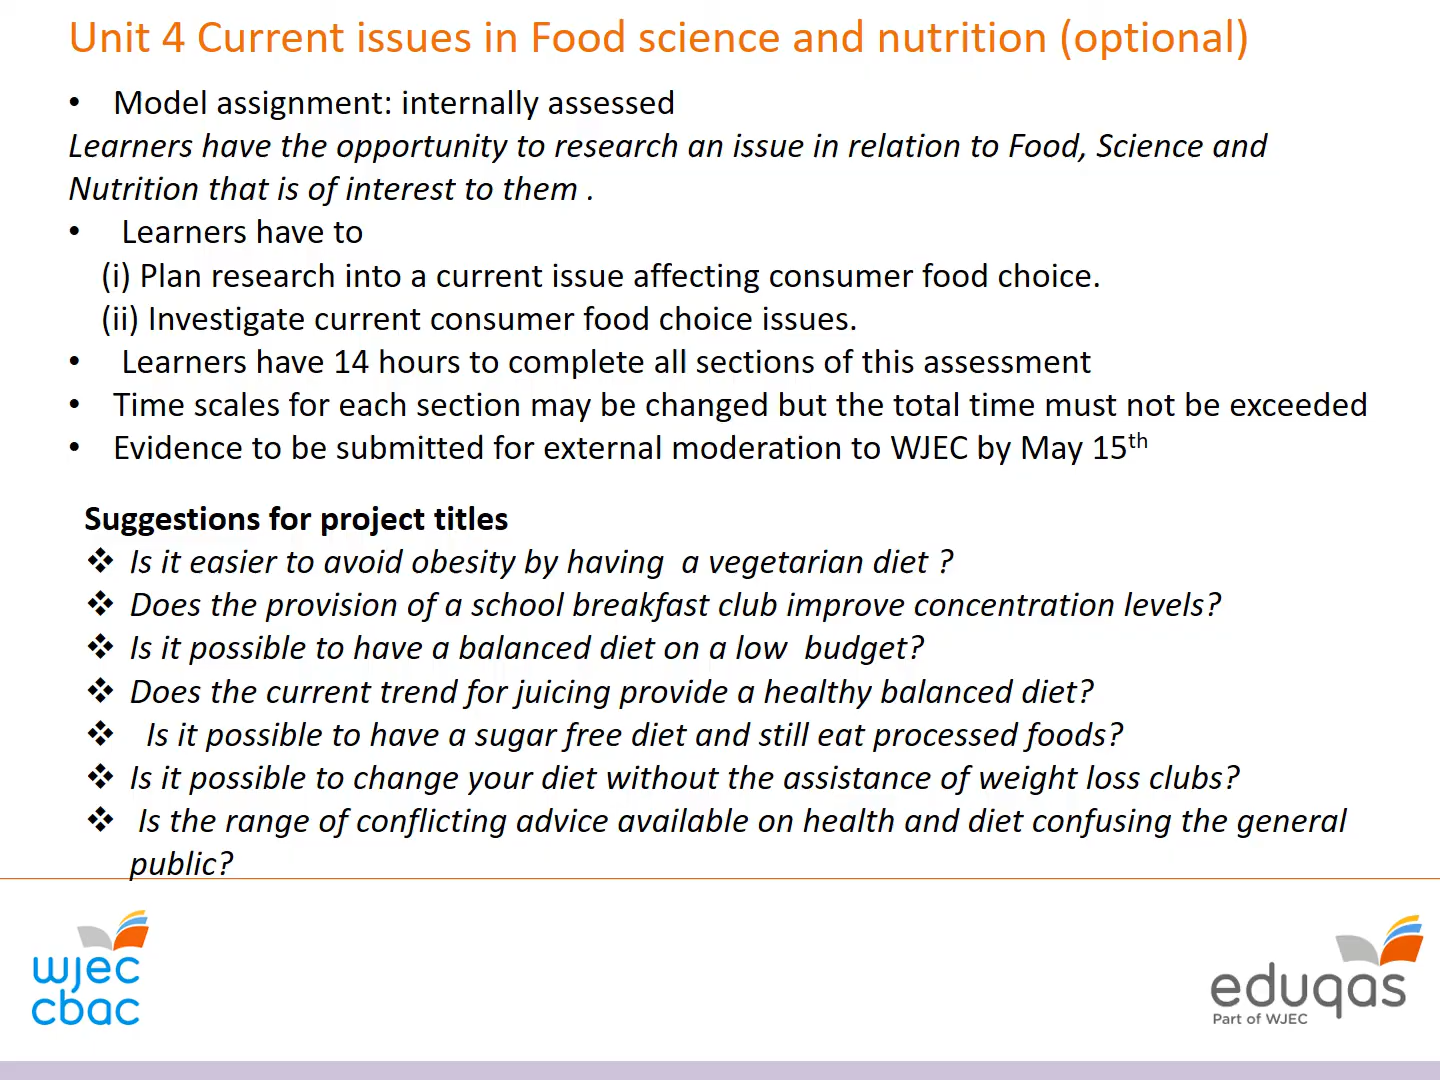 Unit 4 Current issues in Food science and nutrition (optional)
• Model assignment: internally assessed
Learners have the opportunity to research an issue in relation to Food, Science and
Nutrition that is of interest to them .
• Learners have to
(i) Plan research into a current issue affecting consumer food choice.
(ii) Investigate current consumer food choice issues.
• Learners have 14 hours to complete all sections of this assessment
• Time scales for each section may be changed but the total time must not be exceeded
• Evidence to be submitted for external moderation to WJEC by May 15th
Suggestions for project titles
❖ Is it easier to avoid obesity by having a vegetarian diet ?
❖ Does the provision of a school breakfast club improve concentration levels?
❖ Is it possible to have a balanced diet on a low budget?
❖ Does the current trend for juicing provide a healthy balanced diet?
❖ Is it possible to have a sugar free diet and still eat processed foods?
❖ Is it possible to change your diet without the assistance of weight loss clubs?
❖ Is the range of conflicting advice available on health and diet confusing the general
public?
wjec
cbac
eduqas
Part of WJEC